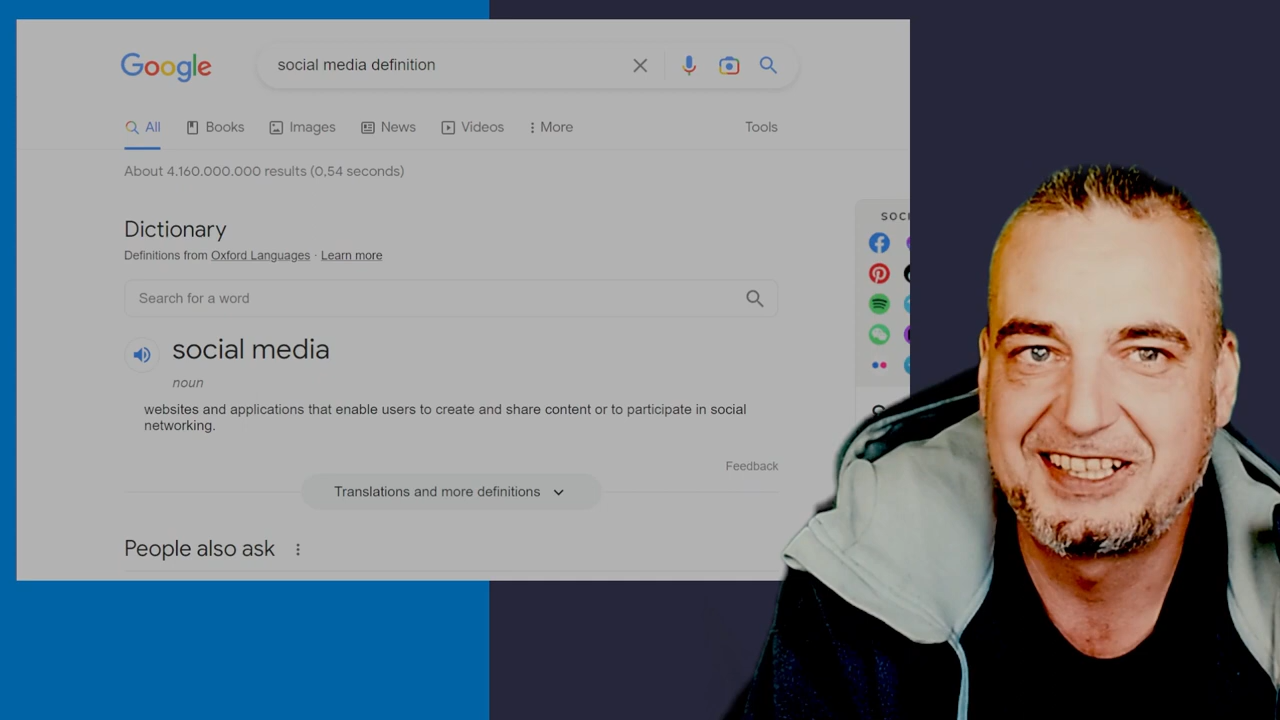 Google
social media definition
All Books Images News Videos More Tools
About 4.160.000.000 results (0,54 seconds)
SOCI
Dictionary
Definitions from Oxford Languages · Learn more
Search for a word
social media
noun
websites and applications that enable users to create and share content or to participate in social
networking.
Feedback
Translations and more definitions
People also ask